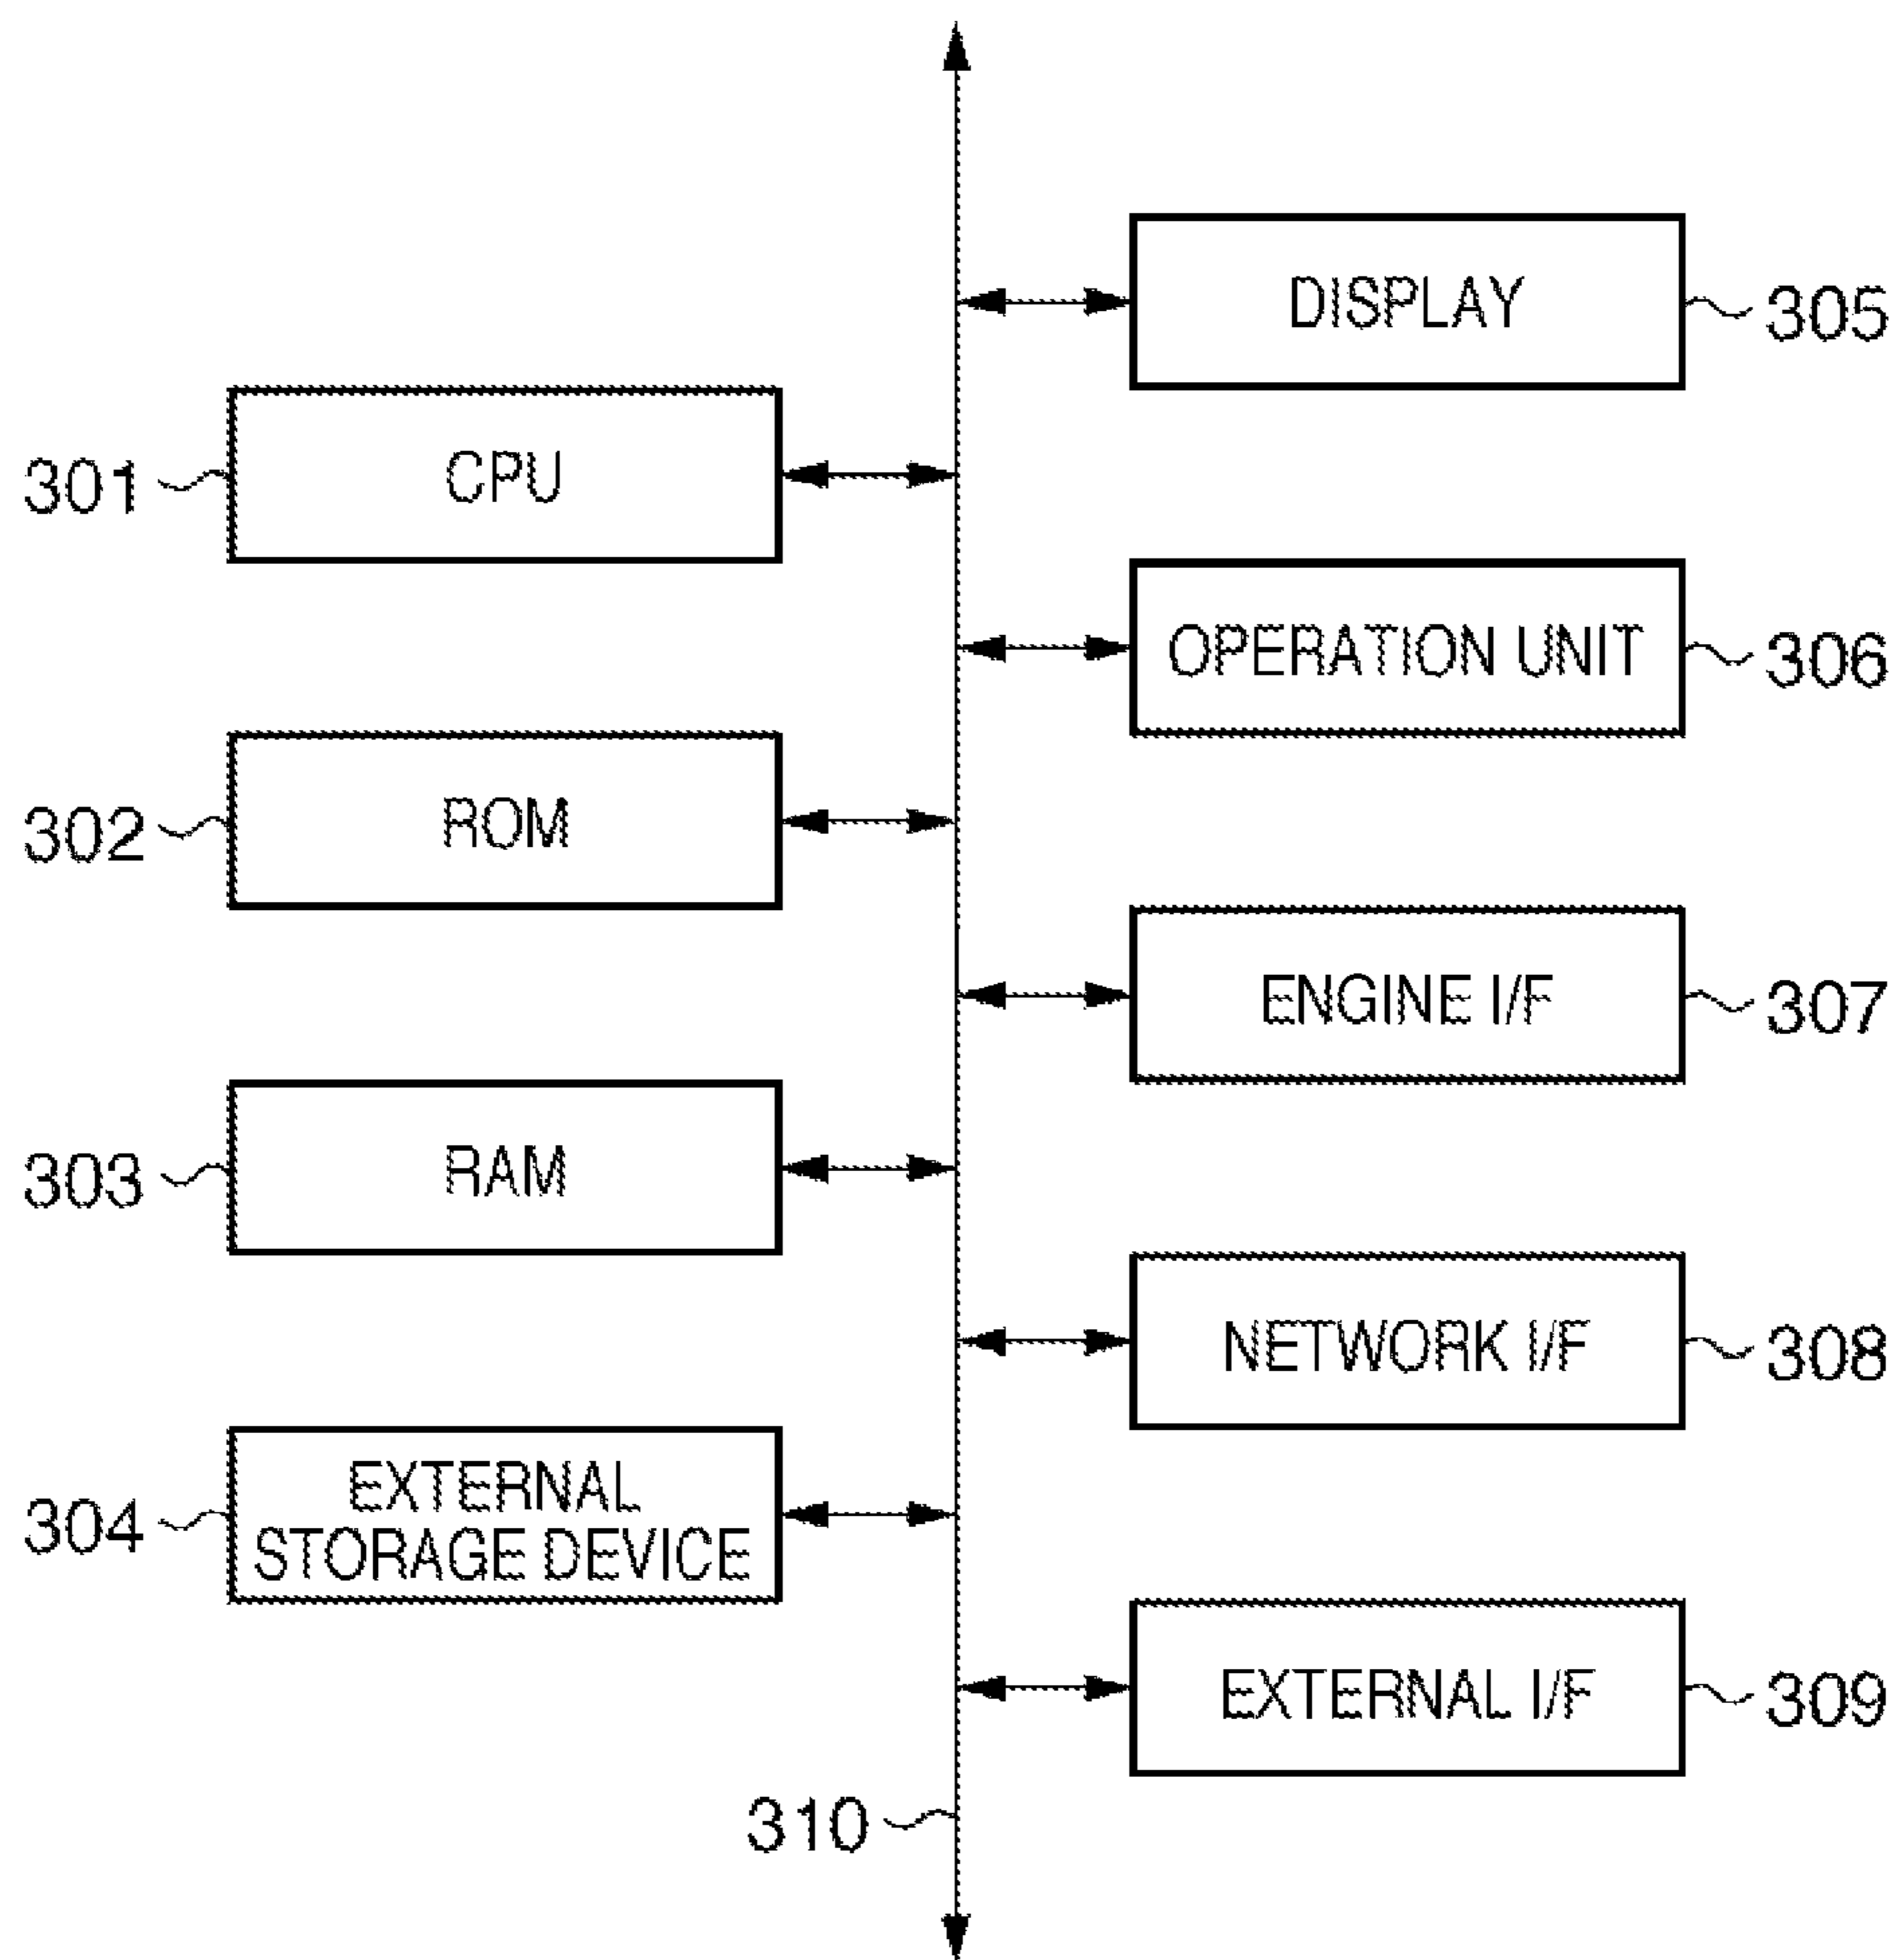 DISPLAY
305
301
CPU
OPERATION UNIT
306
302
ROM
ENGINE I/F
307
303
RAM
NETWORK I/F
308
304
EXTERNAL
STORAGE DEVICE
EXTERNAL I/F
309
310